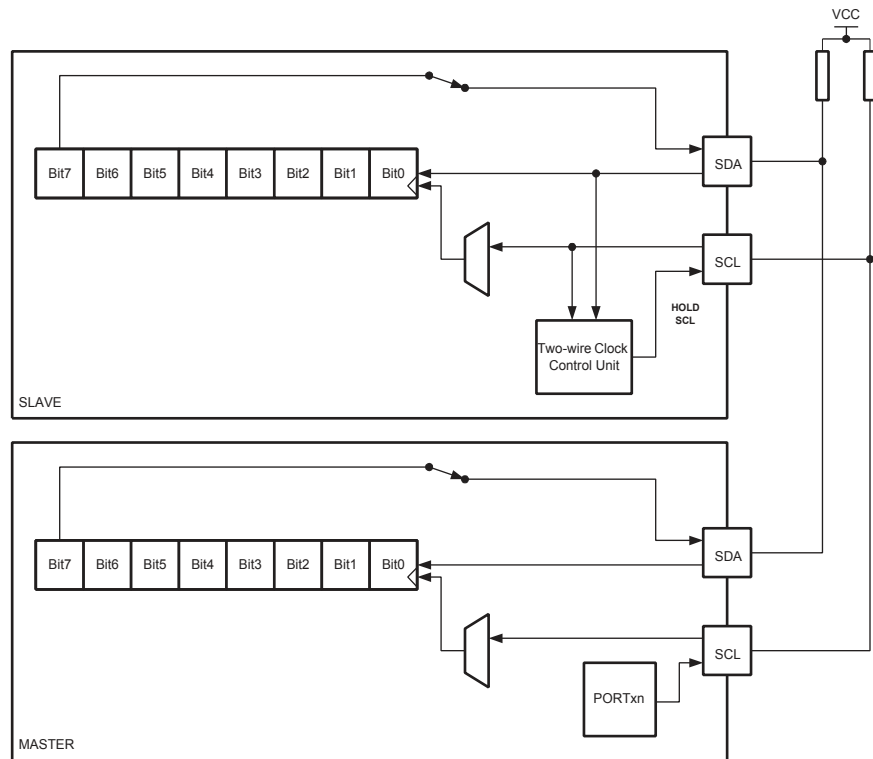 VCC
Bit7 Bit6 Bit5 Bit4 Bit3 Bit2 Bit1 Bit0
SDA
SCL
HOLD
SCL
Two-wire Clock
Control Unit
SLAVE
Bit7 Bit6 Bit5 Bit4 Bit3 Bit2 Bit1 Bit0
SDA
SCL
PORTxn
MASTER